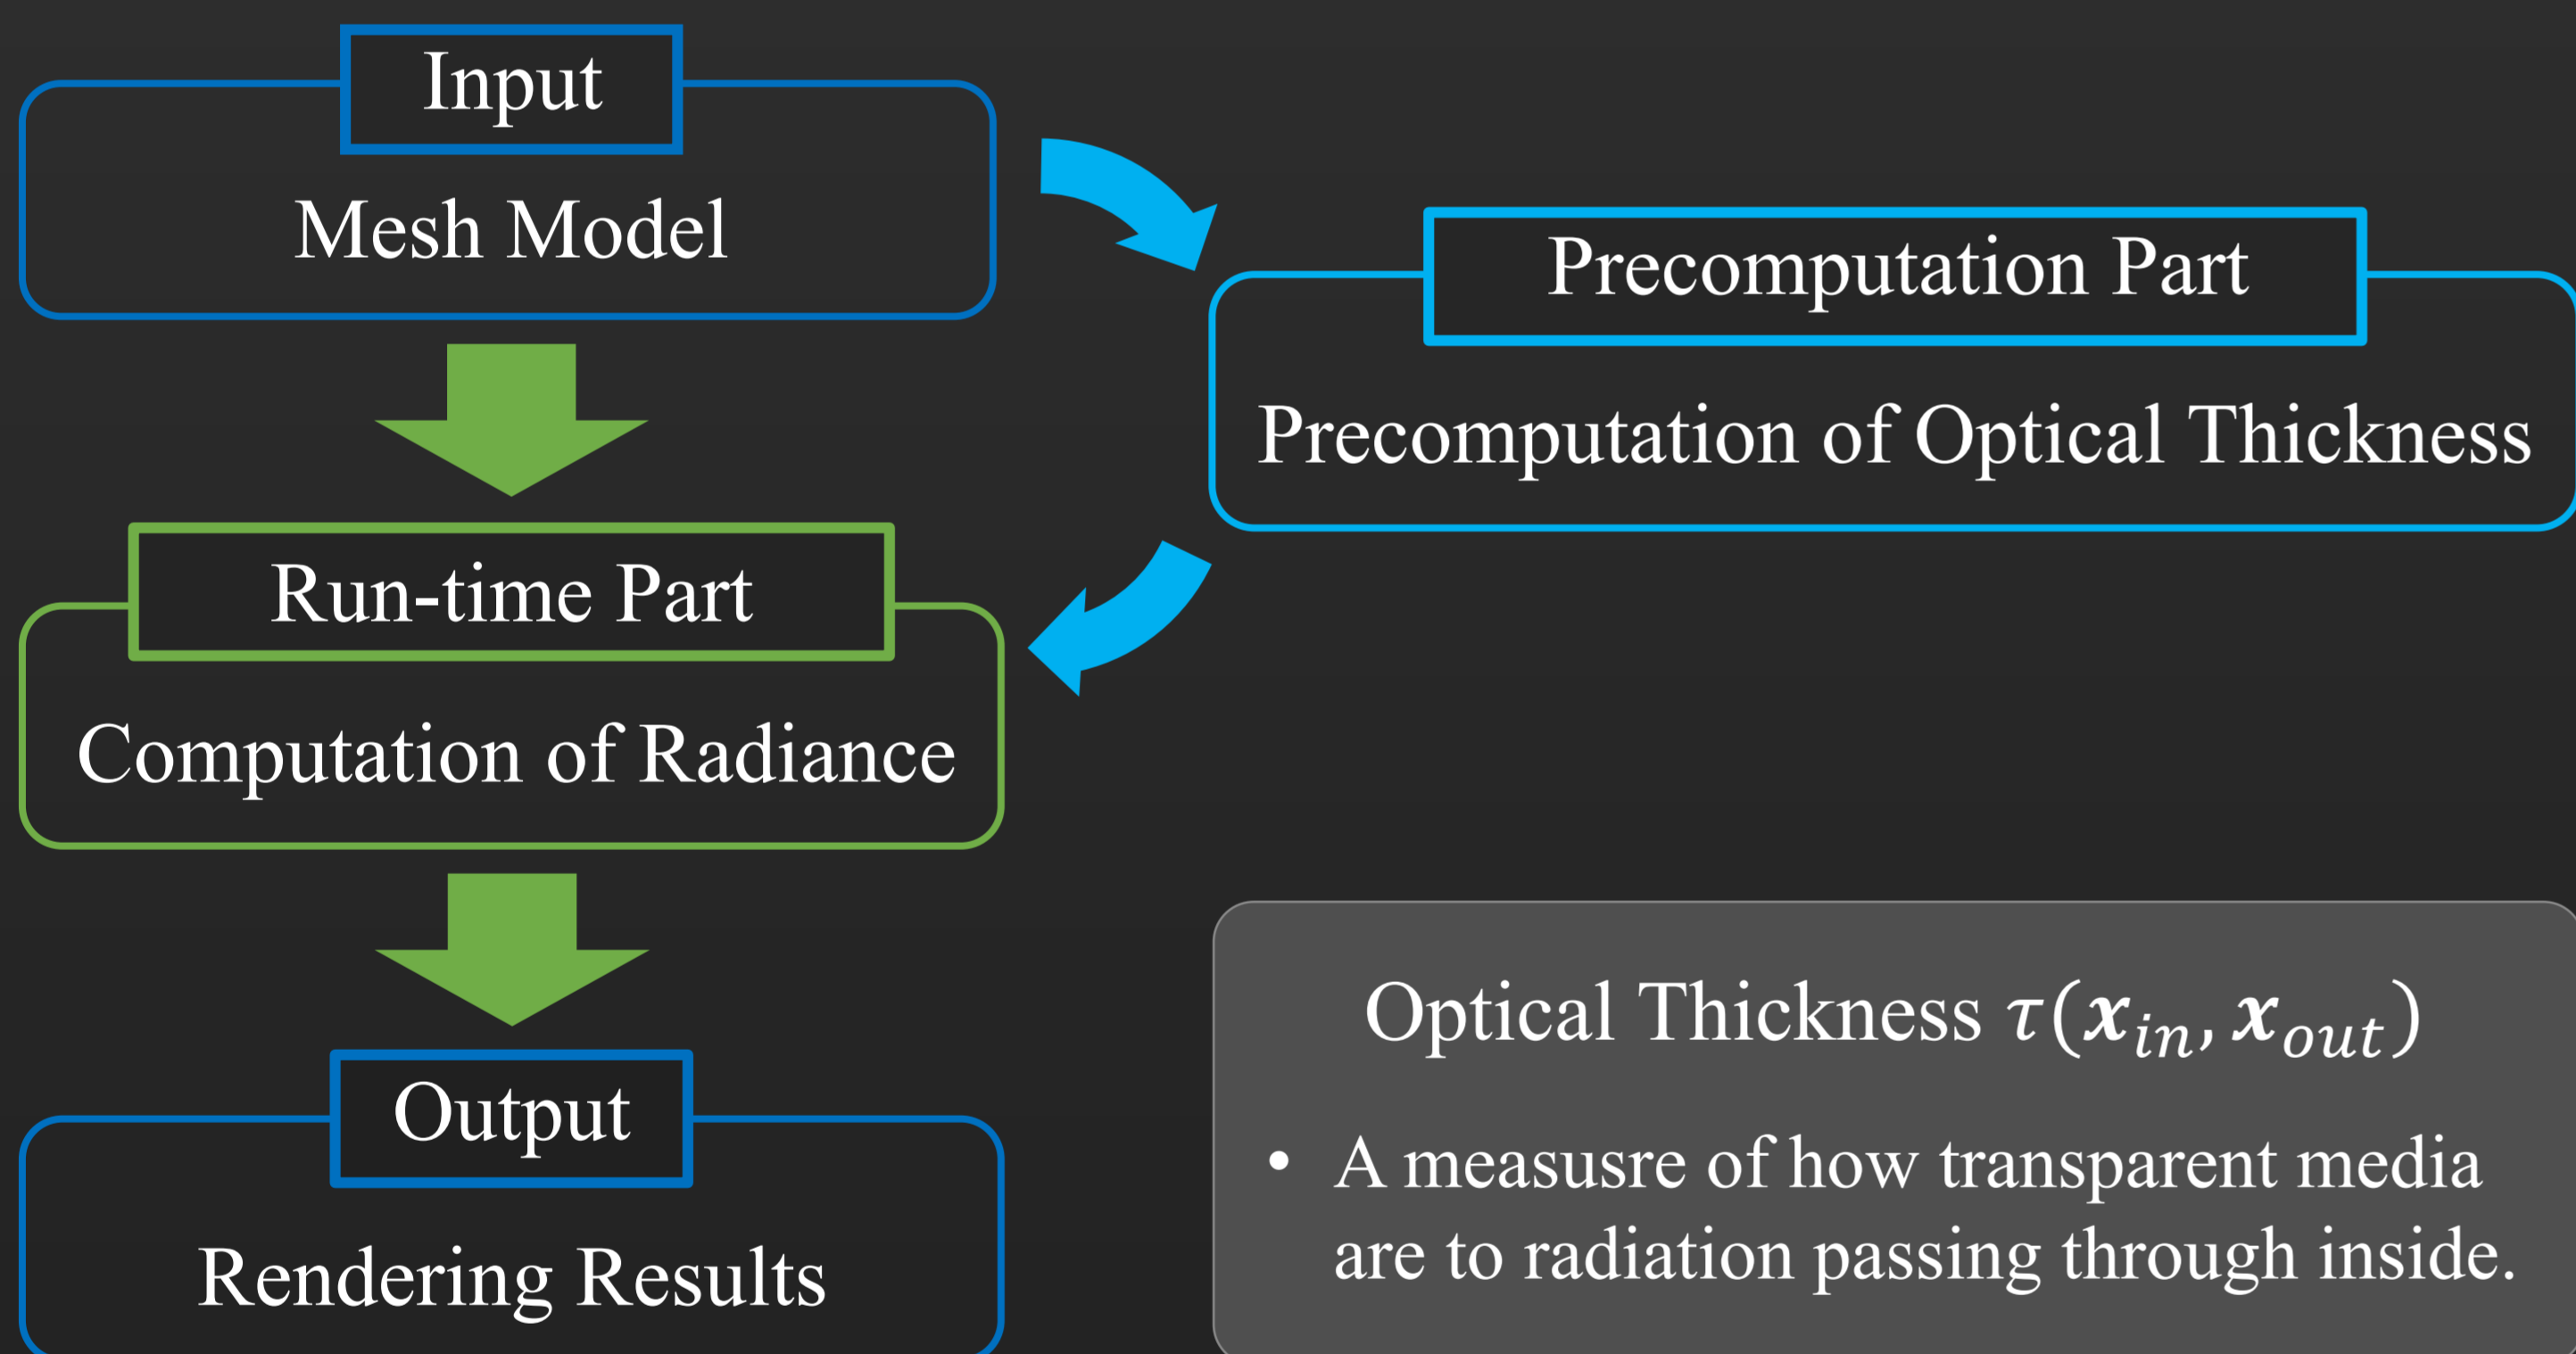 Input
Mesh Model
Precomputation Part
Precomputation of Optical Thickness
Run-time Part
Computation of Radiance
Output
Rendering Results
Optical Thickness τ(𝒙_in, 𝒙_out)
• A measusre of how transparent media
are to radiation passing through inside.